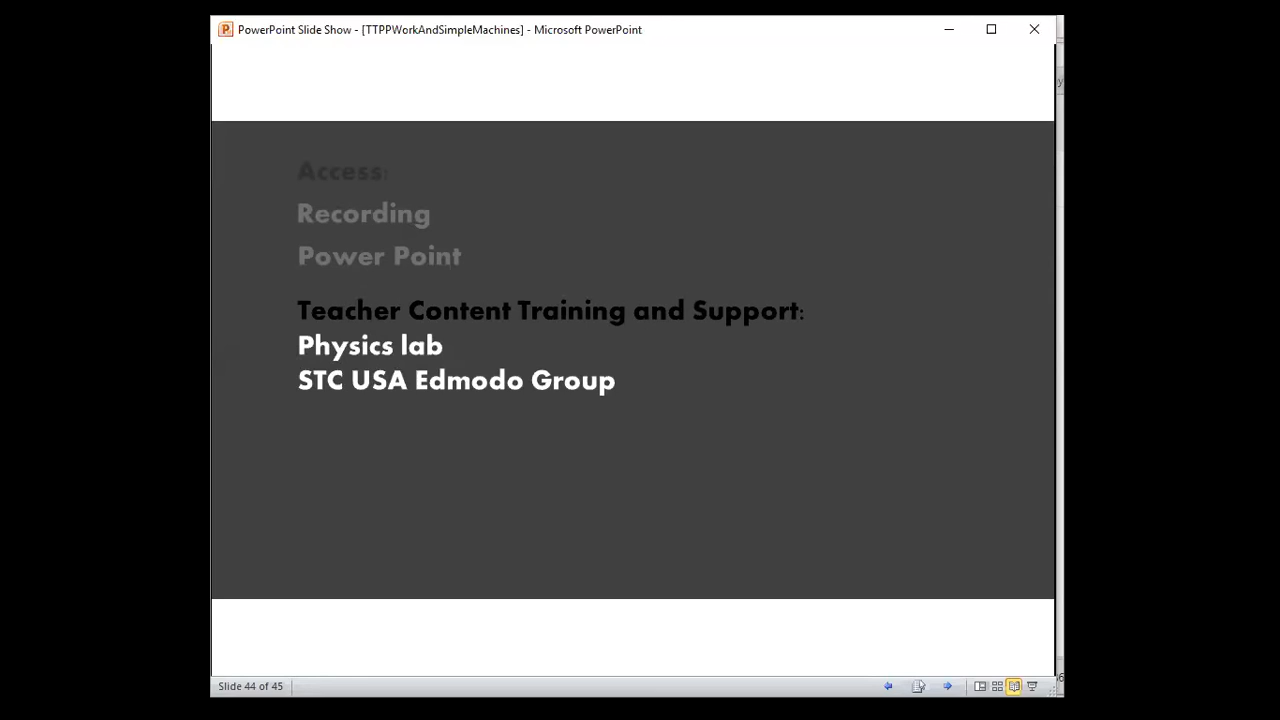 PowerPoint Slide Show - [TTPPWorkAndSimpleMachines] - Microsoft PowerPoint
Access:
Recording
Power Point
Teacher Content Training and Support:
Physics lab
STC USA Edmodo Group
Slide 44 of 45